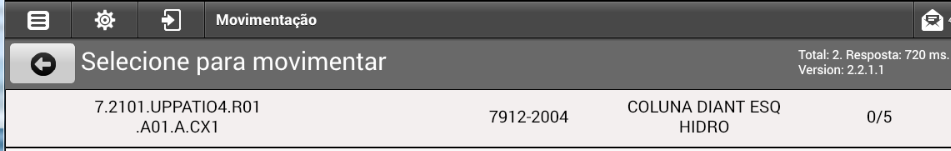 Movimentação
Selecione para movimentar
Total: 2. Resposta: 720 ms.
Version: 2.2.1.1
7.2101.UPPATIO4.R01
.A01.A.CX1
7912-2004
COLUNA DIANT ESQ
HIDRO
0/5